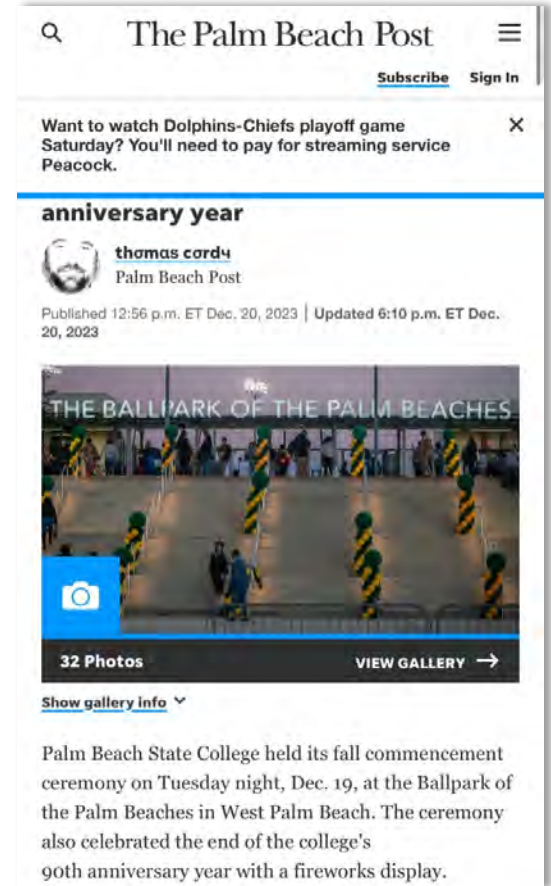 The Palm Beach Post
Subscribe Sign In
Want to watch Dolphins-Chiefs playoff game
Saturday? You'll need to pay for streaming service
Peacock.
anniversary year
thomas cordy
Palm Beach Post
Published 12:56 p.m. ET Dec. 20, 2023 | Updated 6:10 p.m. ET Dec.
20, 2023
THE BALLPARK OF THE PALM BEACHES
32 Photos VIEW GALLERY →
Show gallery info
Palm Beach State College held its fall commencement
ceremony on Tuesday night, Dec. 19, at the Ballpark of
the Palm Beaches in West Palm Beach. The ceremony
also celebrated the end of the college's
90th anniversary year with a fireworks display.